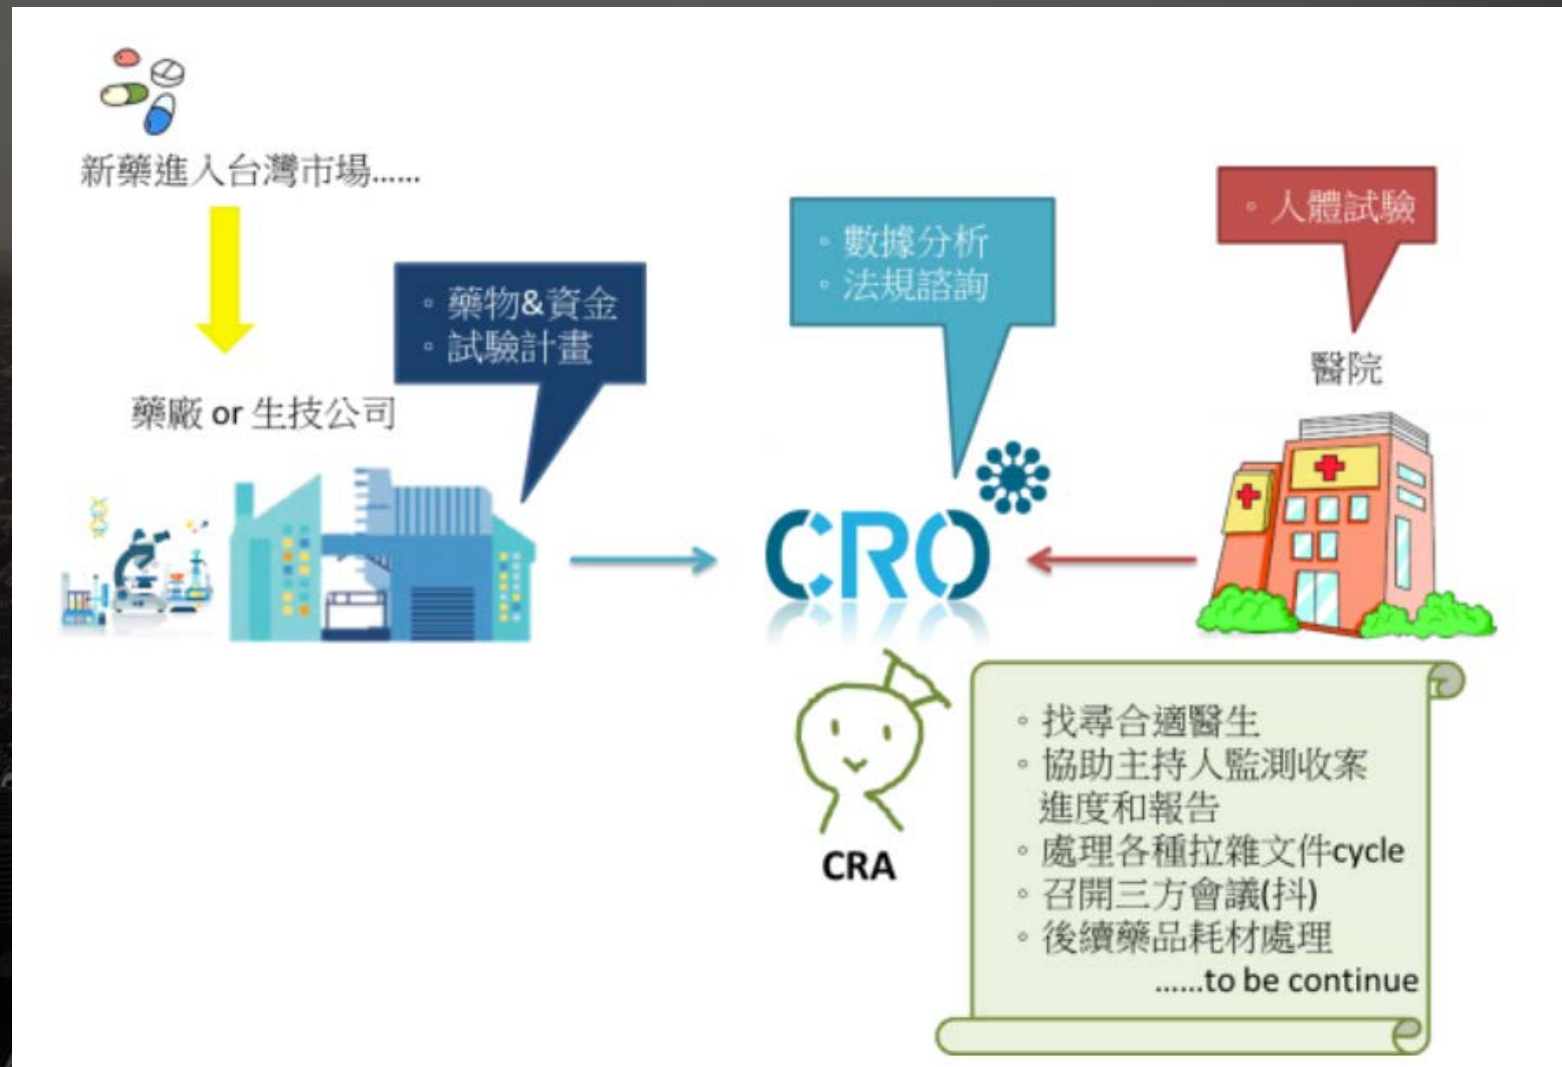 新藥進入台灣市場......
藥廠 or 生技公司
。藥物&資金
。試驗計畫
。數據分析
。法規諮詢
CRO
。人體試驗
醫院
CRA
。找尋合適醫生
。協助主持人監測收案
進度和報告
。處理各種拉雜文件cycle
。召開三方會議(抖)
。後續藥品耗材處理
......to be continue